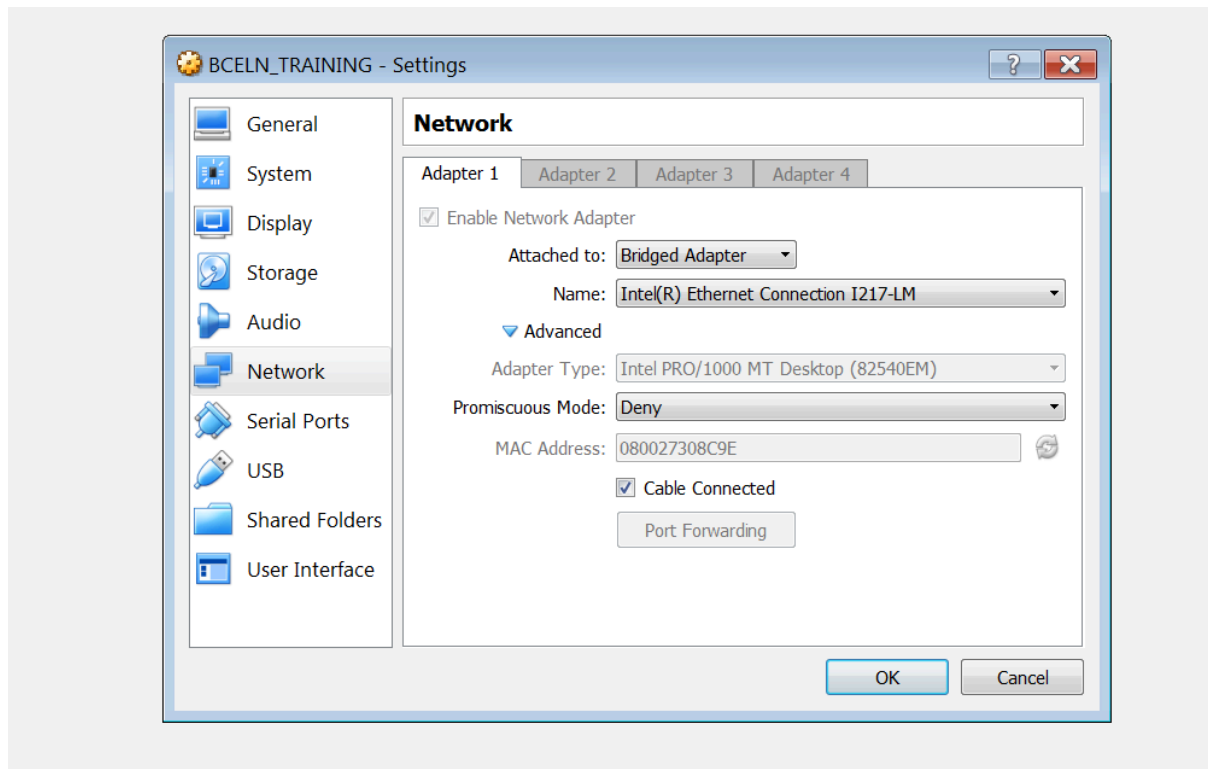 BCELN_TRAINING - Settings
?
General
System
Display
Storage
Audio
Network
Serial Ports
USB
Shared Folders
User Interface
Network
Adapter 1 Adapter 2 Adapter 3 Adapter 4
Enable Network Adapter
Attached to: Bridged Adapter
Name: Intel(R) Ethernet Connection I217-LM
Advanced
Adapter Type: Intel PRO/1000 MT Desktop (82540EM)
Promiscuous Mode: Deny
MAC Address: 080027308C9E
Cable Connected
Port Forwarding
OK Cancel